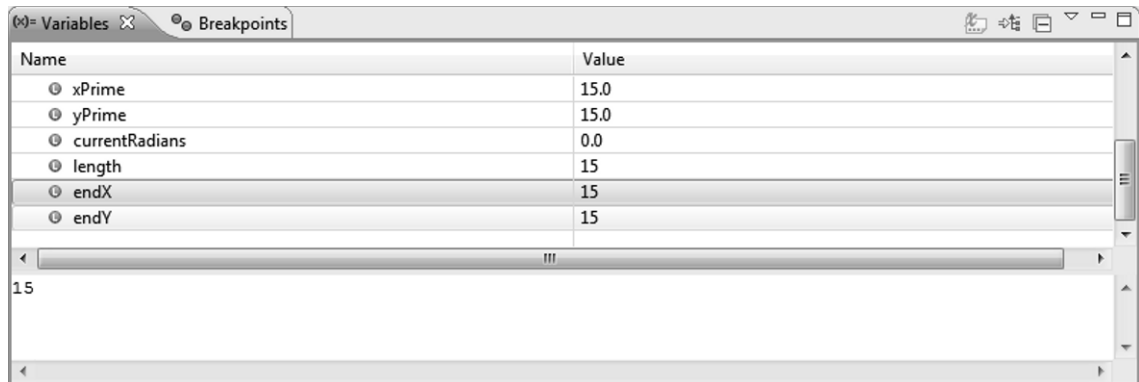 (x)= Variables Breakpoints
Name Value
xPrime 15.0
yPrime 15.0
currentRadians 0.0
length 15
endX 15
endY 15
15